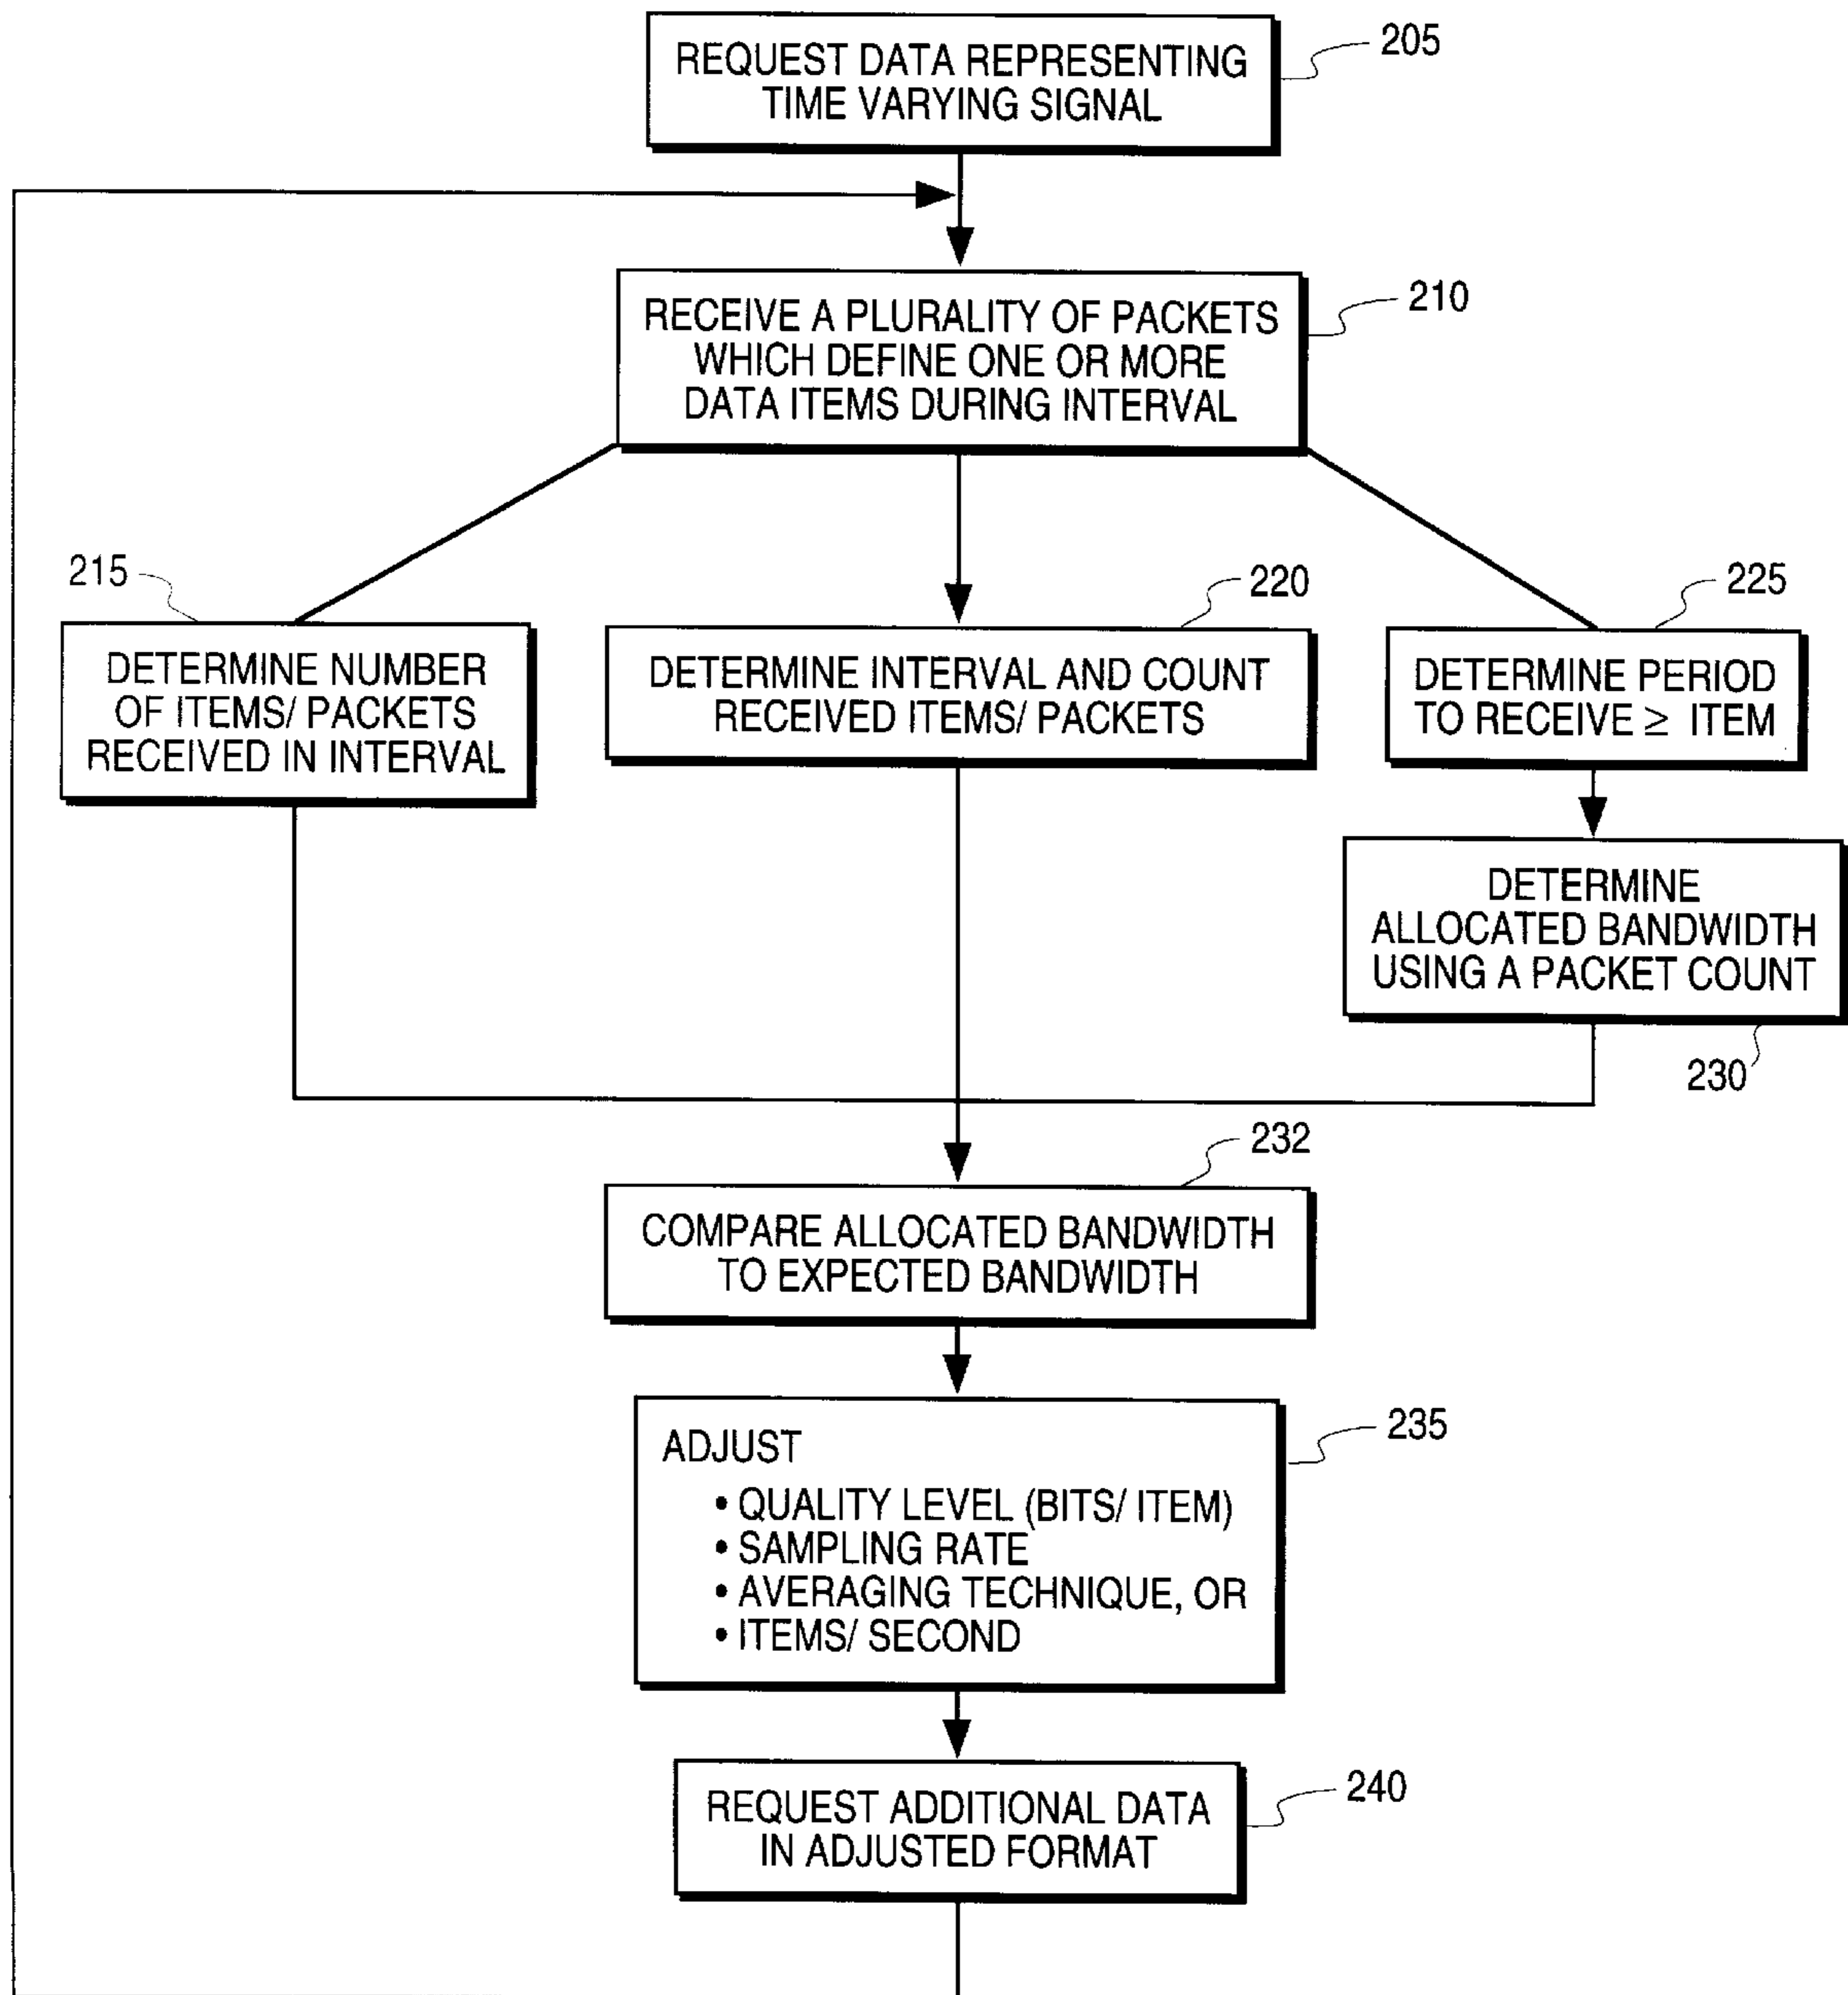 REQUEST DATA REPRESENTING
TIME VARYING SIGNAL
205
RECEIVE A PLURALITY OF PACKETS
WHICH DEFINE ONE OR MORE
DATA ITEMS DURING INTERVAL
210
215
DETERMINE NUMBER
OF ITEMS/ PACKETS
RECEIVED IN INTERVAL
220
DETERMINE INTERVAL AND COUNT
RECEIVED ITEMS/ PACKETS
225
DETERMINE PERIOD
TO RECEIVE ≥ ITEM
DETERMINE
ALLOCATED BANDWIDTH
USING A PACKET COUNT
230
232
COMPARE ALLOCATED BANDWIDTH
TO EXPECTED BANDWIDTH
235
ADJUST
• QUALITY LEVEL (BITS/ ITEM)
• SAMPLING RATE
• AVERAGING TECHNIQUE, OR
• ITEMS/ SECOND
240
REQUEST ADDITIONAL DATA
IN ADJUSTED FORMAT